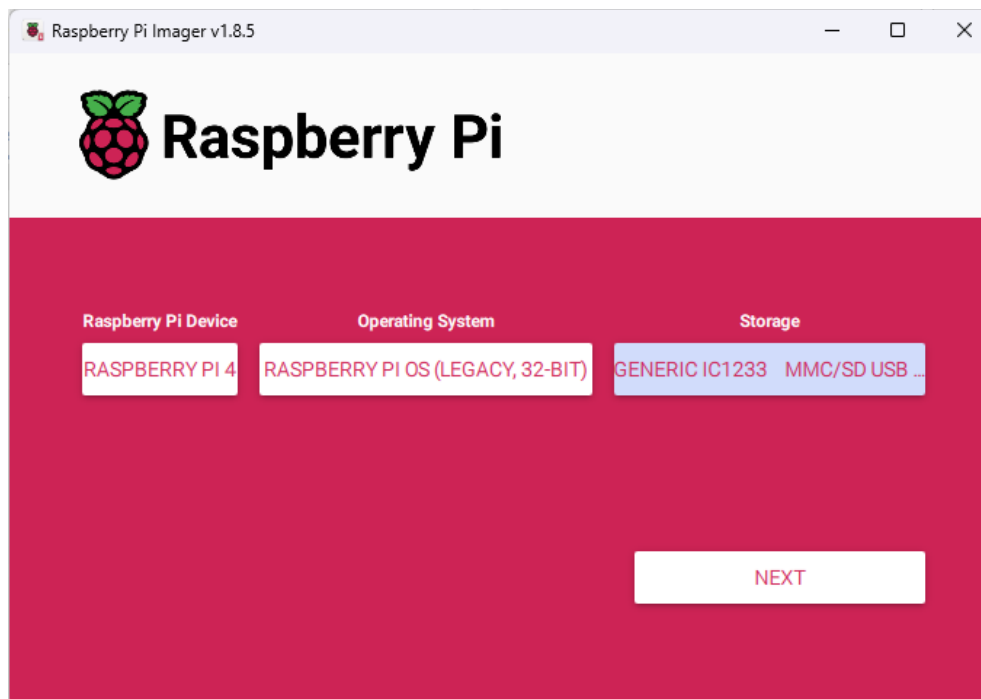 Raspberry Pi Imager v1.8.5
Raspberry Pi
Raspberry Pi Device
Operating System
Storage
RASPBERRY PI 4
RASPBERRY PI OS (LEGACY, 32-BIT)
GENERIC IC1233 MMC/SD USB ...
NEXT